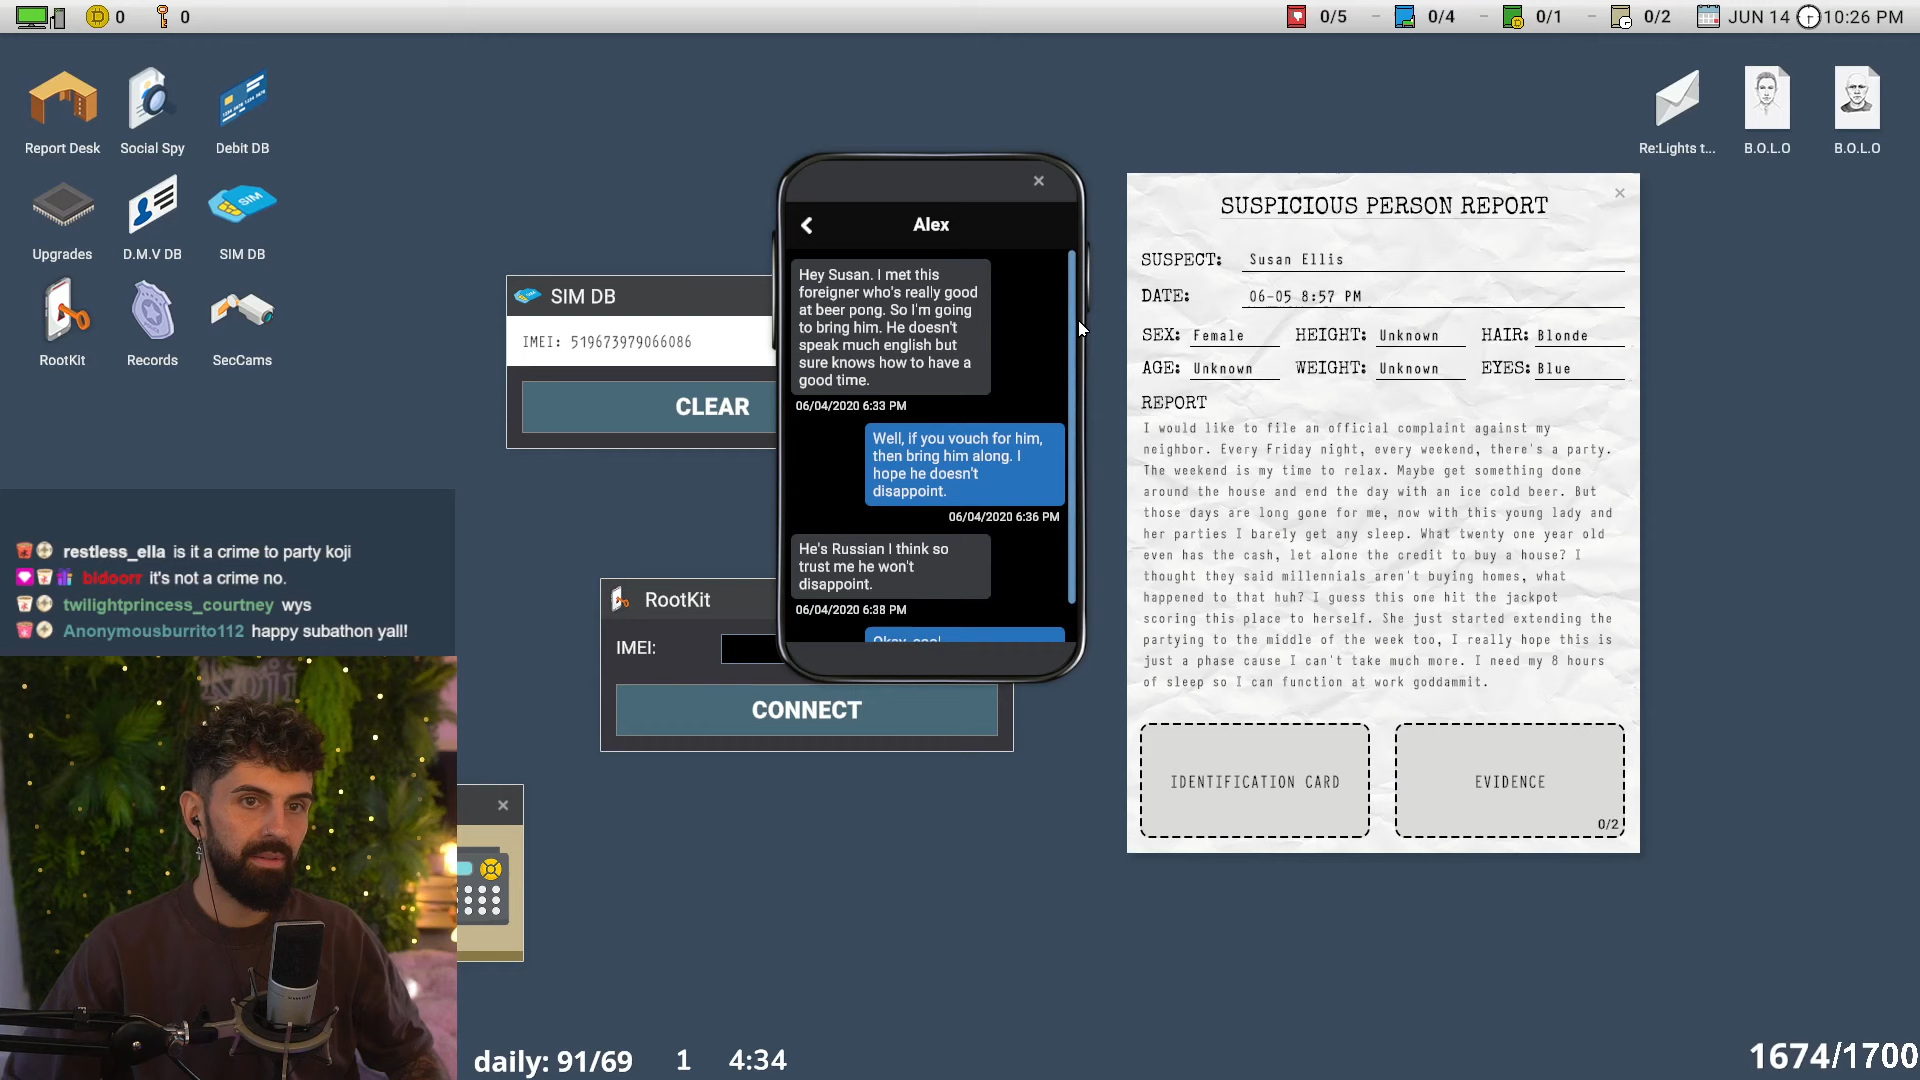 0
0
0/5
0/4
0/1
0/2
JUN 14
10:26 PM
Report Desk
Social Spy
Debit DB
Upgrades
D.M.V DB
SIM DB
RootKit
Records
SecCams
Re:Lights t...
B.O.L.O
B.O.L.O
SIM DB
IMEI: 519673979066086
CLEAR
RootKit
IMEI:
CONNECT
Alex
Hey Susan. I met this
foreigner who's really good
at beer pong. So I'm going
to bring him. He doesn't
speak much english but
sure knows how to have a
good time.
06/04/2020 6:33 PM
Well, if you vouch for him,
then bring him along. I
hope he doesn't
disappoint.
06/04/2020 6:36 PM
He's Russian I think so
trust me he won't
disappoint.
06/04/2020 6:38 PM
SUSPICIOUS PERSON REPORT
SUSPECT: Susan Ellis
DATE: 06-05 8:57 PM
SEX: Female HEIGHT: Unknown HAIR: Blonde
AGE: Unknown WEIGHT: Unknown EYES: Blue
REPORT
I would like to file an official complaint against my
neighbor. Every Friday night, every weekend, there's a party.
The weekend is my time to relax. Maybe get something done
around the house and end the day with an ice cold beer. But
those days are long gone for me, now with this young lady and
her parties I barely get any sleep. What twenty one year old
even has the cash, let alone the credit to buy a house? I
thought they said millennials aren't buying homes, what
happened to that huh? I guess this one hit the jackpot
scoring this place to herself. She just started extending the
partying to the middle of the week too, I really hope this is
just a phase cause I can't take much more. I need my 8 hours
of sleep so I can function at work goddammit.
IDENTIFICATION CARD
EVIDENCE
0/2
restless_ella is it a crime to party koji
bldoorr it's not a crime no.
twilightprincess_courtney wys
Anonymousburrito112 happy subathon yall!
daily: 91/69 1 4:34
1674/1700